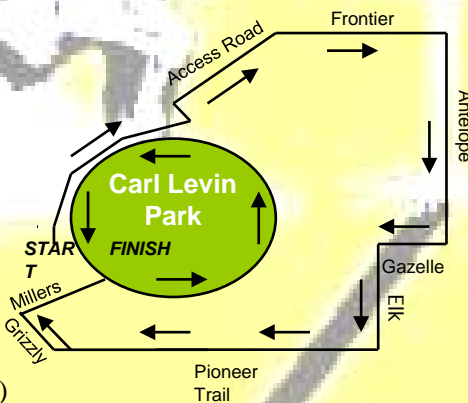 Frontier
Access Road
Antelope
Carl Levin
Park
STAR
T
FINISH
Gazelle
Millers
Elk
Grizzly
Pioneer
Trail
)